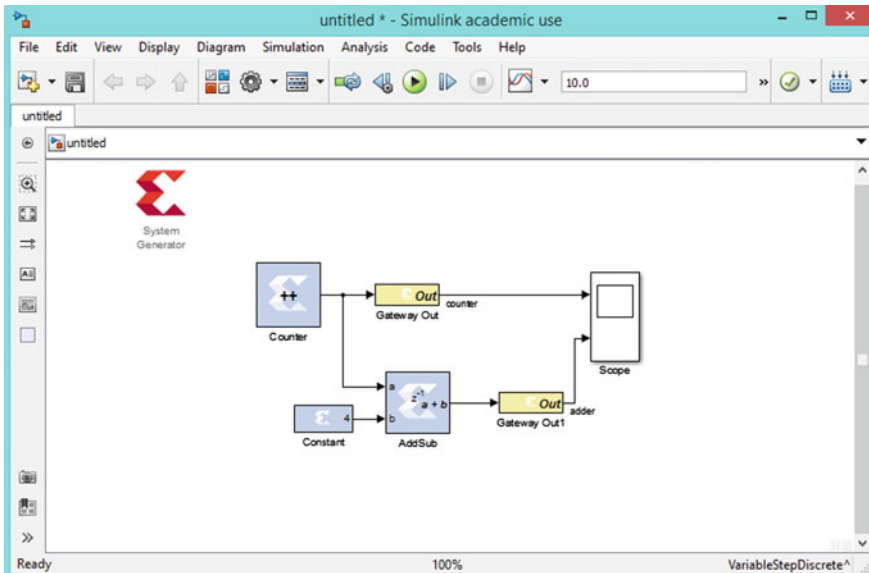 untitled * - Simulink academic use
File Edit View Display Diagram Simulation Analysis Code Tools Help
10.0 »
untitled
untitled
System
Generator
++
Counter
Out
counter
Gateway Out
Scope
a
b
z-1
a + b
AddSub
4
Constant
Out
adder
Gateway Out1
A
»
Ready 100% VariableStepDiscrete^